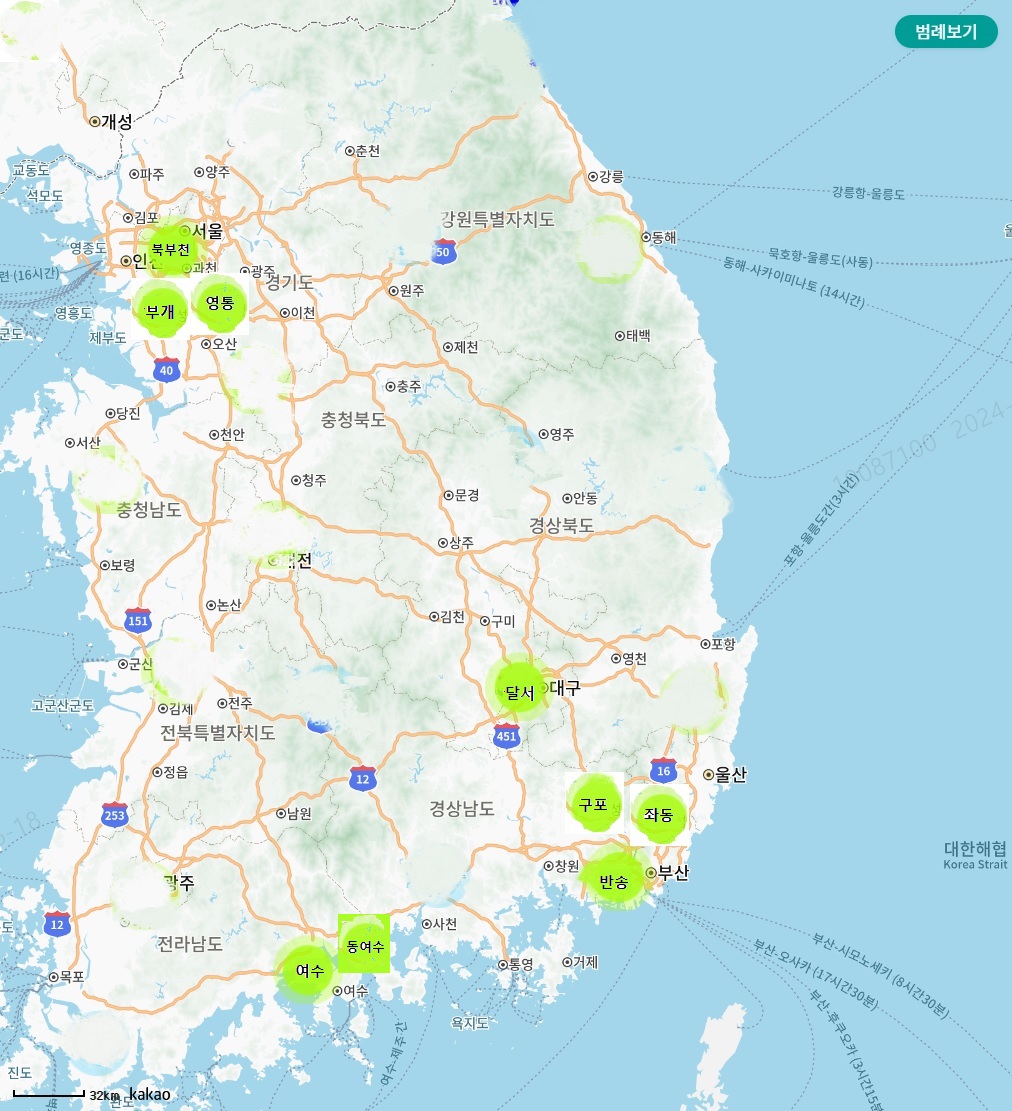 범례보기
개성
춘천
교동도
파주
양주
강릉
석모도
강릉항-울릉도
김포
강원특별자치도
서울
동해
영종도
북부천
50
묵호항-울릉도(사동)
인천
과천
광주
동해-사카이미나토 (14시간)
(16시간)
경기도
원주
영통
부개
이천
영흥도
군도
제부도
오산
태백
제천
40
충주
당진
충청북도
2024
천안
영주
서산
10087100
청주
문경
안동
충청남도
경상북도
포항-울릉도간(3시간)
상주
보령
논산
김천
구미
151
포항
군산
영천
달서
대구
고군산군도
김제
전주
전북특별자치도
451
정읍
12
16
울산
구포
경상남도
253
남원
좌동
대한해협
Korea Strait
창원
부산
광주
반송
12
사천
전라남도
동여수
부산-시모노세키 (8시간30분)
부산-오사카 (17시간30분)
통영
거제
여수
목포
여수
부산-후쿠오카 (3시간15분
욕지도
여수-제주간
진도
32km
kakao
완도